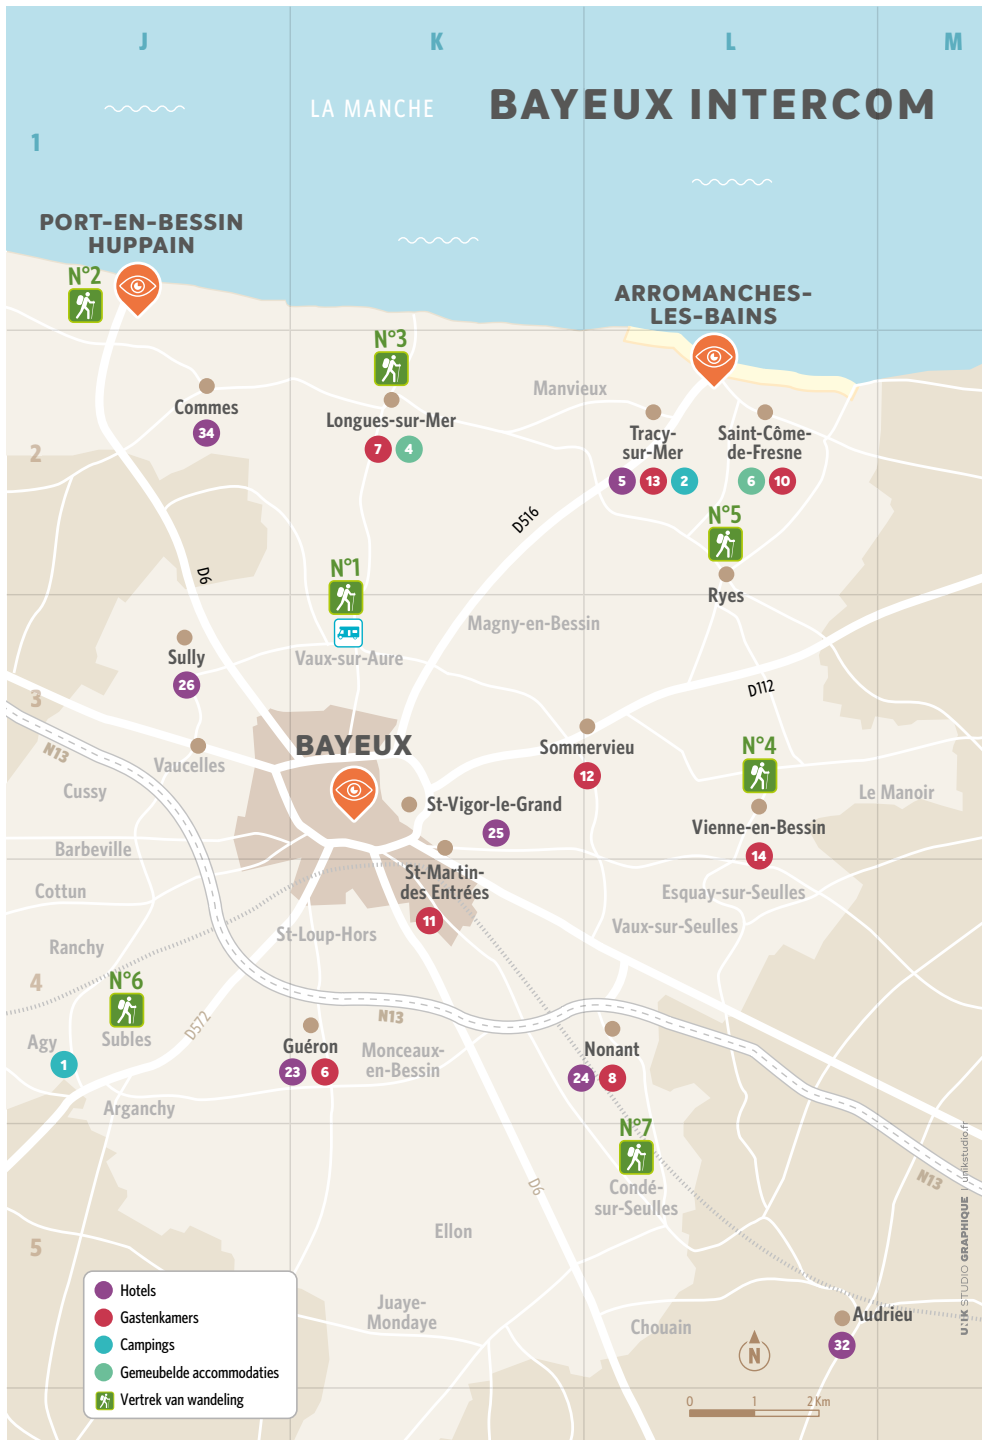 J
K
L
M
LA MANCHE
BAYEUX INTERCOM
1
PORT-EN-BESSIN
HUPPAIN
N°2
ARROMANCHES-
LES-BAINS
N°3
Manvieux
Commes
34
Longues-sur-Mer
7
4
Tracy-
sur-Mer
5
13
2
Saint-Côme-
de-Fresne
6
10
2
D516
N°5
Ryes
D6
N°1
Magny-en-Bessin
Vaux-sur-Aure
Sully
26
3
D112
N13
BAYEUX
Sommervieu
12
N°4
Vaucelles
Cussy
Le Manoir
St-Vigor-le-Grand
25
Vienne-en-Bessin
14
Barbeville
St-Martin-
des Entrées
11
Cottun
Esquay-sur-Seulles
Vaux-sur-Seulles
St-Loup-Hors
Ranchy
4
N°6
Subles
D572
N13
Agy
1
Guéron
23
6
Monceaux-
en-Bessin
Nonant
24
8
Arganchy
N°7
Condé-
sur-Seulles
D6
N13
Ellon
5
Juaye-
Mondaye
Chouain
Audrieu
32
Hotels
Gastenkamers
Campings
Gemeubelde accommodaties
Vertrek van wandeling
N
0 1 2 Km
UNIK STUDIO GRAPHIQUE | unikstudio.fr